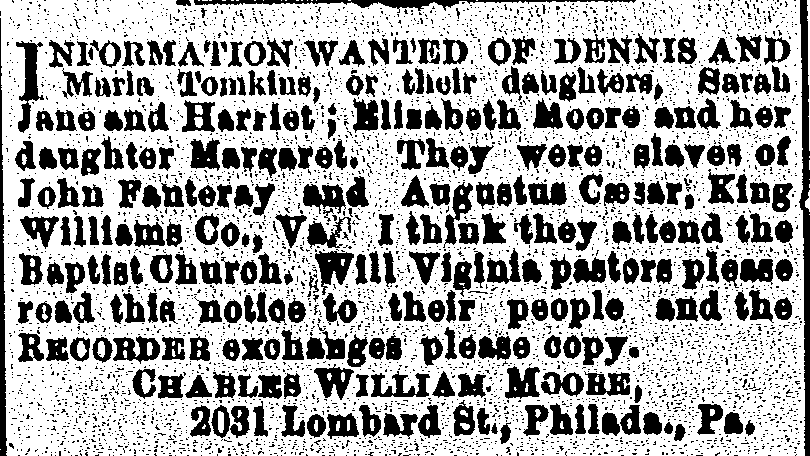 INFORMATION WANTED OF DENNIS AND
Maria Tomkins, or their daughters, Sarah
Jane and Harriet; Elizabeth Moore and her
daughter Margaret. They were slaves of
John Fanteray and Augustus Cæsar, King
Williams Co., Va. I think they attend the
Baptist Church. Will Viginia pastors please
read this notice to their people and the
RECORDER exchanges please copy.
CHARLES WILLIAM MOORE,
2031 Lombard St., Philada., Pa.